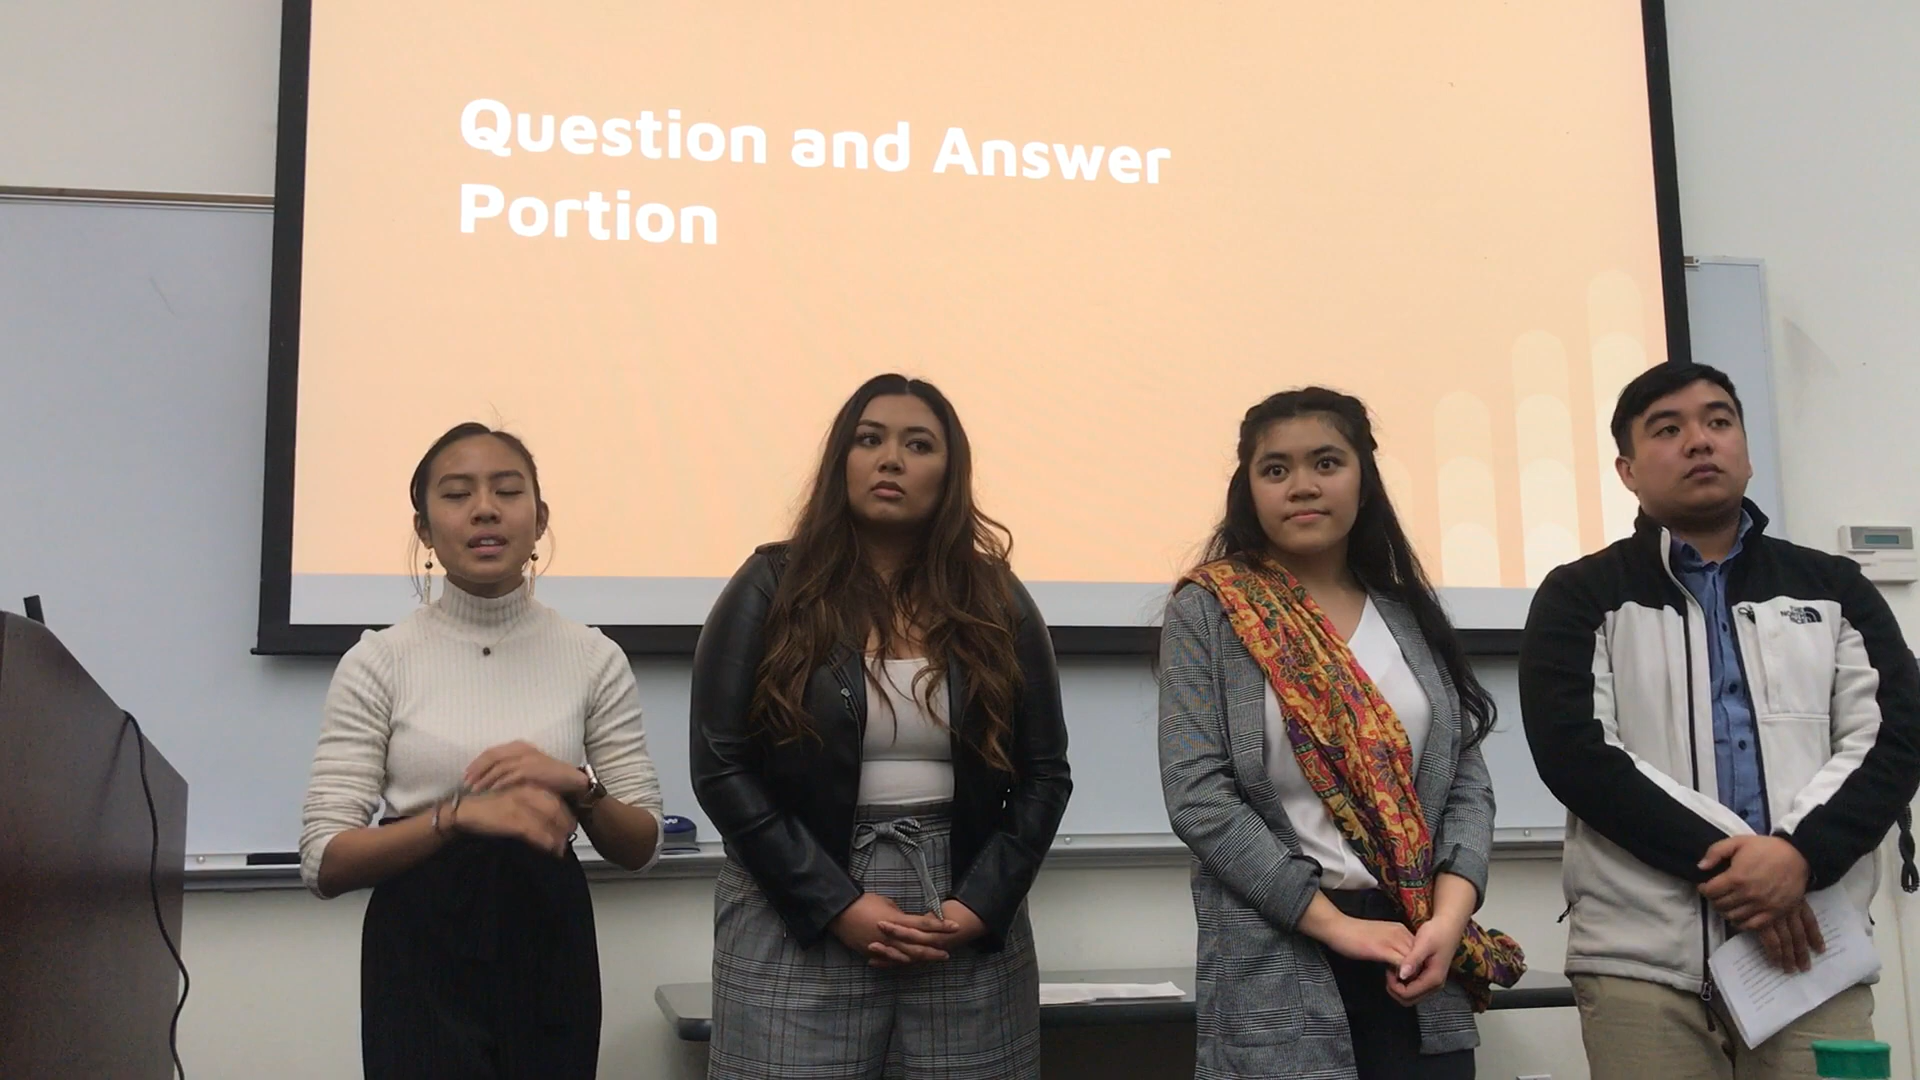 Question and Answer
Portion
THE
NORTH
FACE